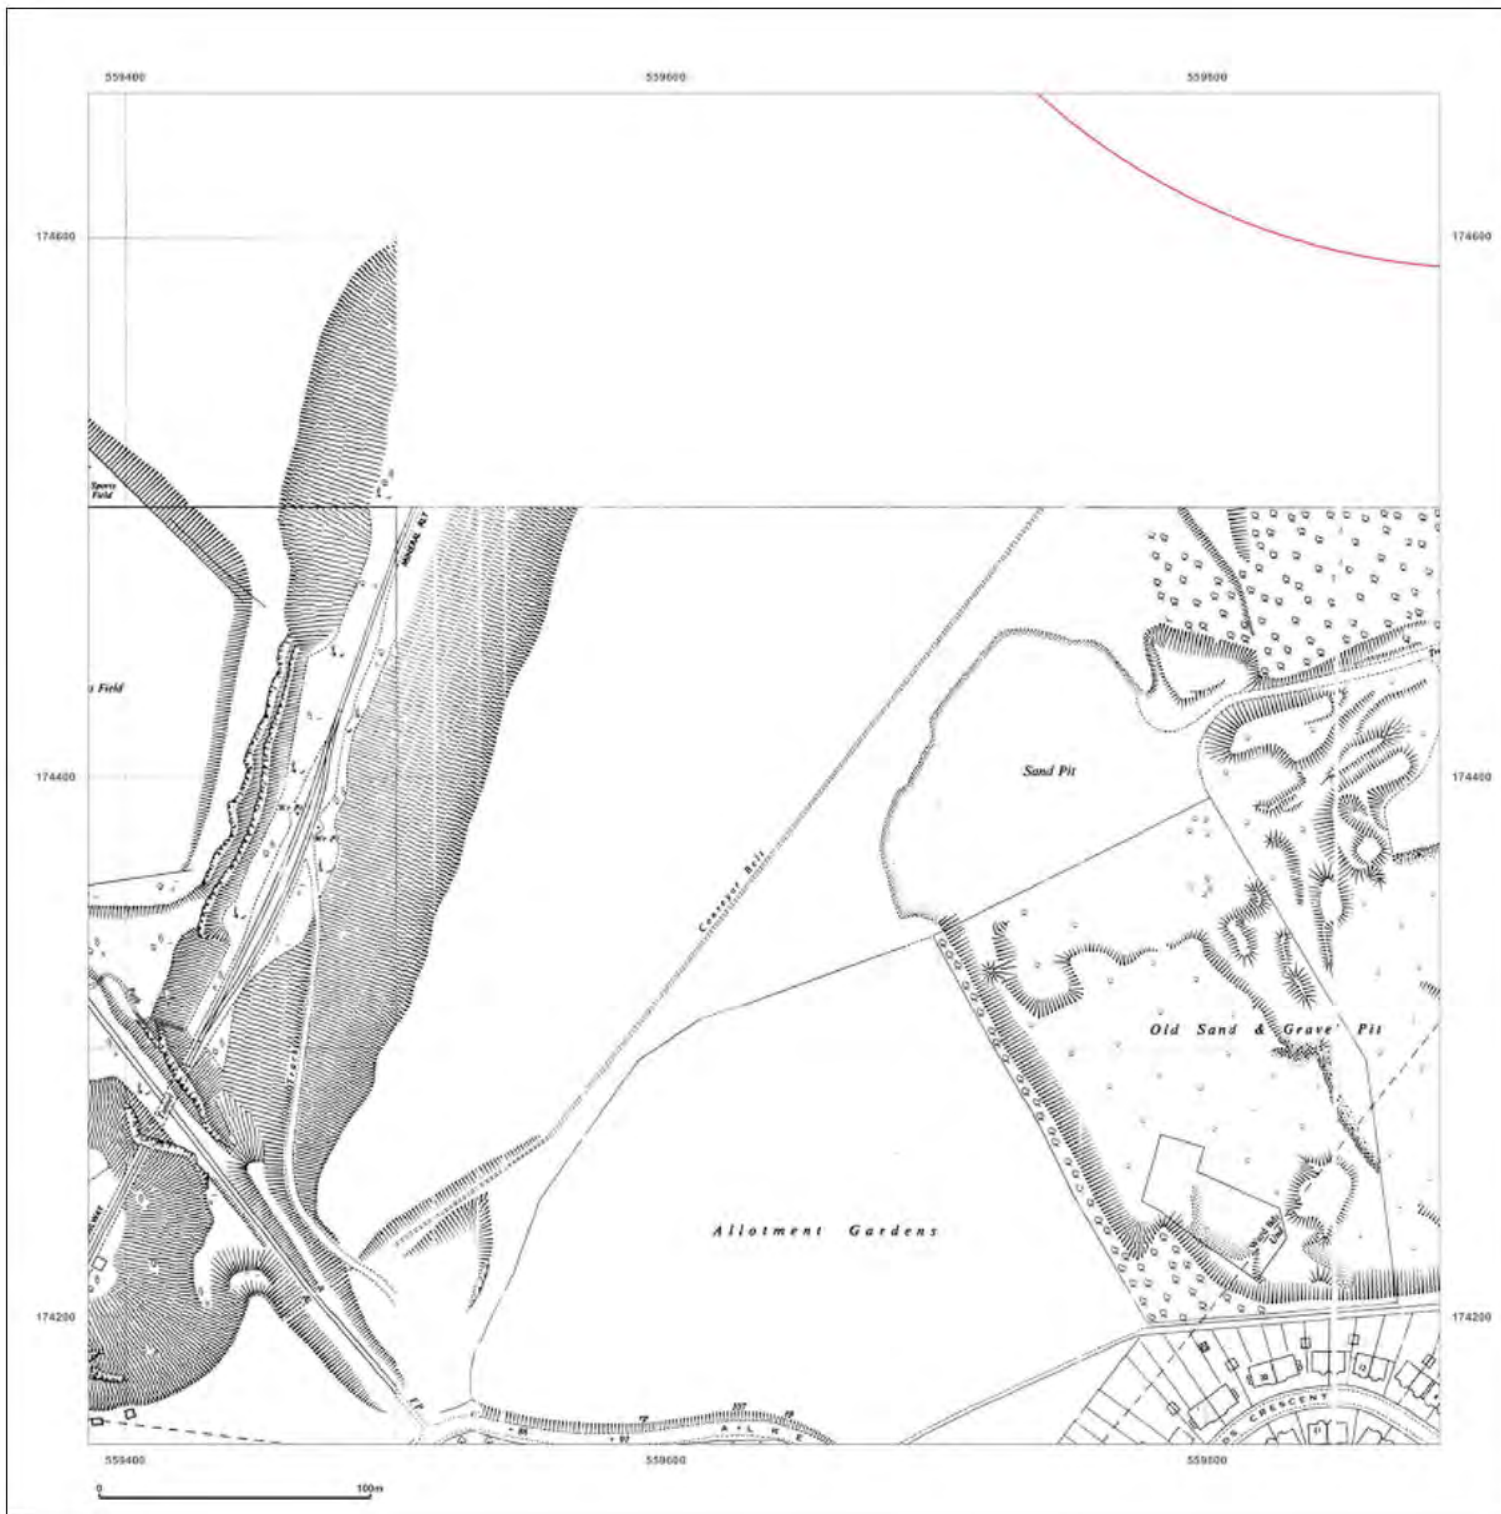 559400 559600 559800
174600 174600
Sports
Field
MINERAL RLY
s Field
Sand Pit
174400 174400
Conveyor Belt
Old Sand & Grave' Pit
Track
Allotment Gardens
174200 174200
FP
CRESCENT
A L K E
559400 559600 559800
0 100m